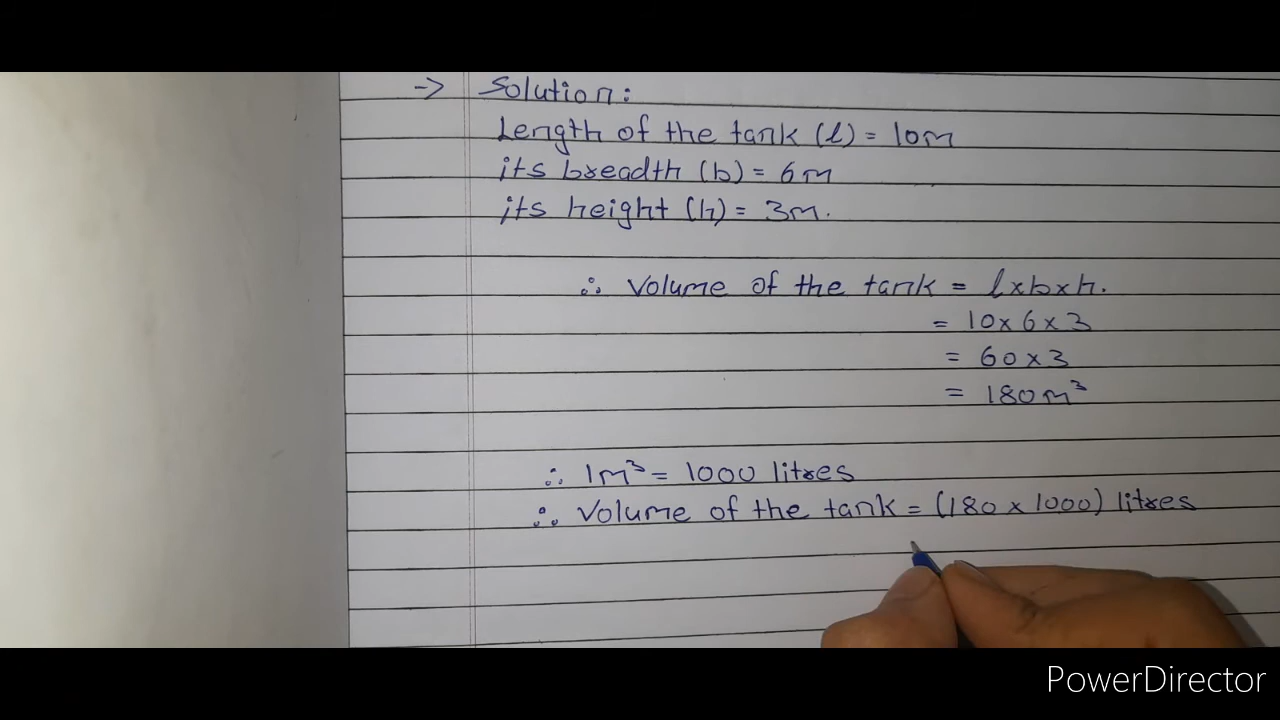 → Solution:
Length of the tank (l) = 10m
its breadth (b) = 6m
its height (h) = 3m.
∴ Volume of the tank = l×b×h.
= 10×6×3
= 60×3
= 180m³
∴ 1m³ = 1000 litres
∴ Volume of the tank = (180 × 1000) litres
PowerDirector